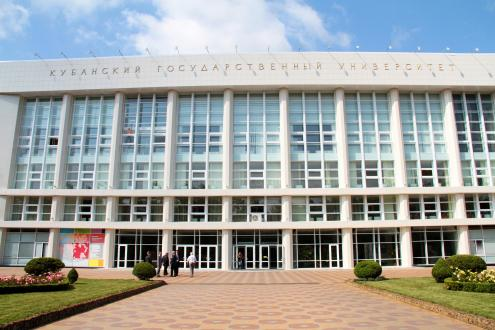 КУБАНСКИЙ ГОСУДАРСТВЕННЫЙ УНИВЕРСИТЕТ